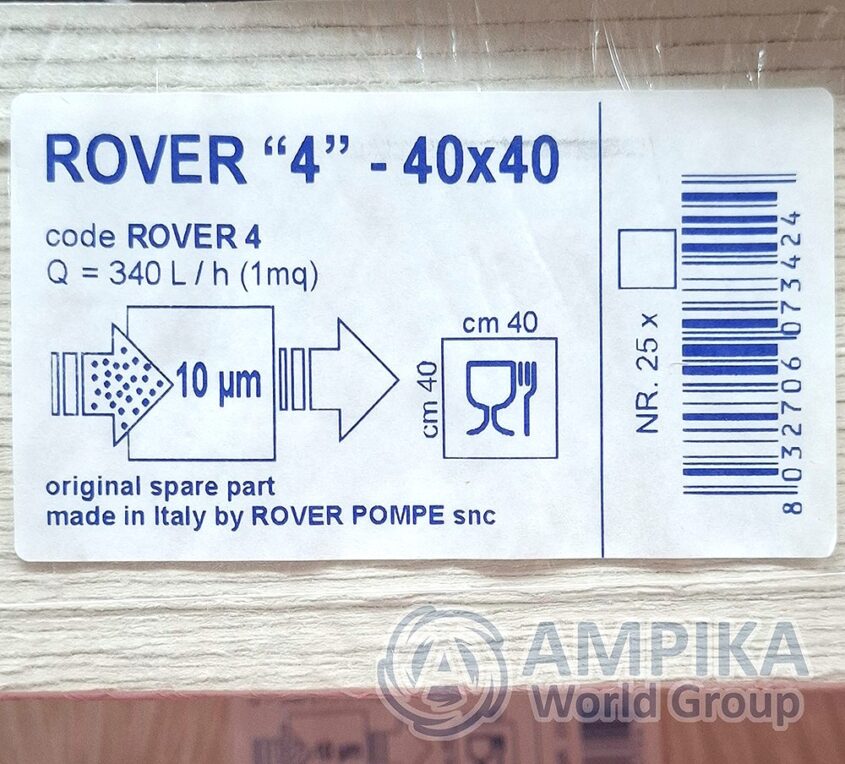 ROVER “4” - 40x40
code ROVER 4
Q = 340 L / h (1mq)
10 µm
cm 40
cm 40
original spare part
made in Italy by ROVER POMPE snc
NR. 25 x
8 032706 073424
AMPIKA
World Group